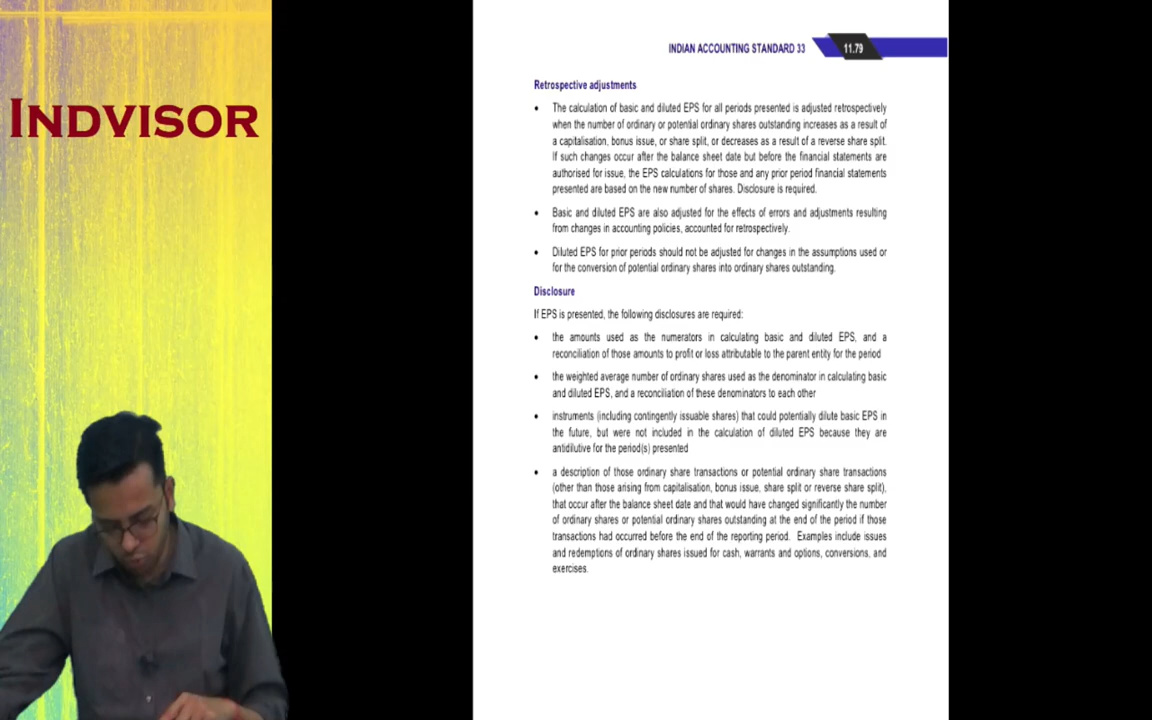 INDVISOR
INDIAN ACCOUNTING STANDARD 33
11.79
Retrospective adjustments
• The calculation of basic and diluted EPS for all periods presented is adjusted retrospectively
when the number of ordinary or potential ordinary shares outstanding increases as a result of
a capitalisation, bonus issue, or share split, or decreases as a result of a reverse share split.
If such changes occur after the balance sheet date but before the financial statements are
authorised for issue, the EPS calculations for those and any prior period financial statements
presented are based on the new number of shares. Disclosure is required.
• Basic and diluted EPS are also adjusted for the effects of errors and adjustments resulting
from changes in accounting policies, accounted for retrospectively.
• Diluted EPS for prior periods should not be adjusted for changes in the assumptions used or
for the conversion of potential ordinary shares into ordinary shares outstanding.
Disclosure
If EPS is presented, the following disclosures are required:
• the amounts used as the numerators in calculating basic and diluted EPS, and a
reconciliation of those amounts to profit or loss attributable to the parent entity for the period
• the weighted average number of ordinary shares used as the denominator in calculating basic
and diluted EPS, and a reconciliation of these denominators to each other
• instruments (including contingently issuable shares) that could potentially dilute basic EPS in
the future, but were not included in the calculation of diluted EPS because they are
antidilutive for the period(s) presented
• a description of those ordinary share transactions or potential ordinary share transactions
(other than those arising from capitalisation, bonus issue, share split or reverse share split),
that occur after the balance sheet date and that would have changed significantly the number
of ordinary shares or potential ordinary shares outstanding at the end of the period if those
transactions had occurred before the end of the reporting period. Examples include issues
and redemptions of ordinary shares issued for cash, warrants and options, conversions, and
exercises.